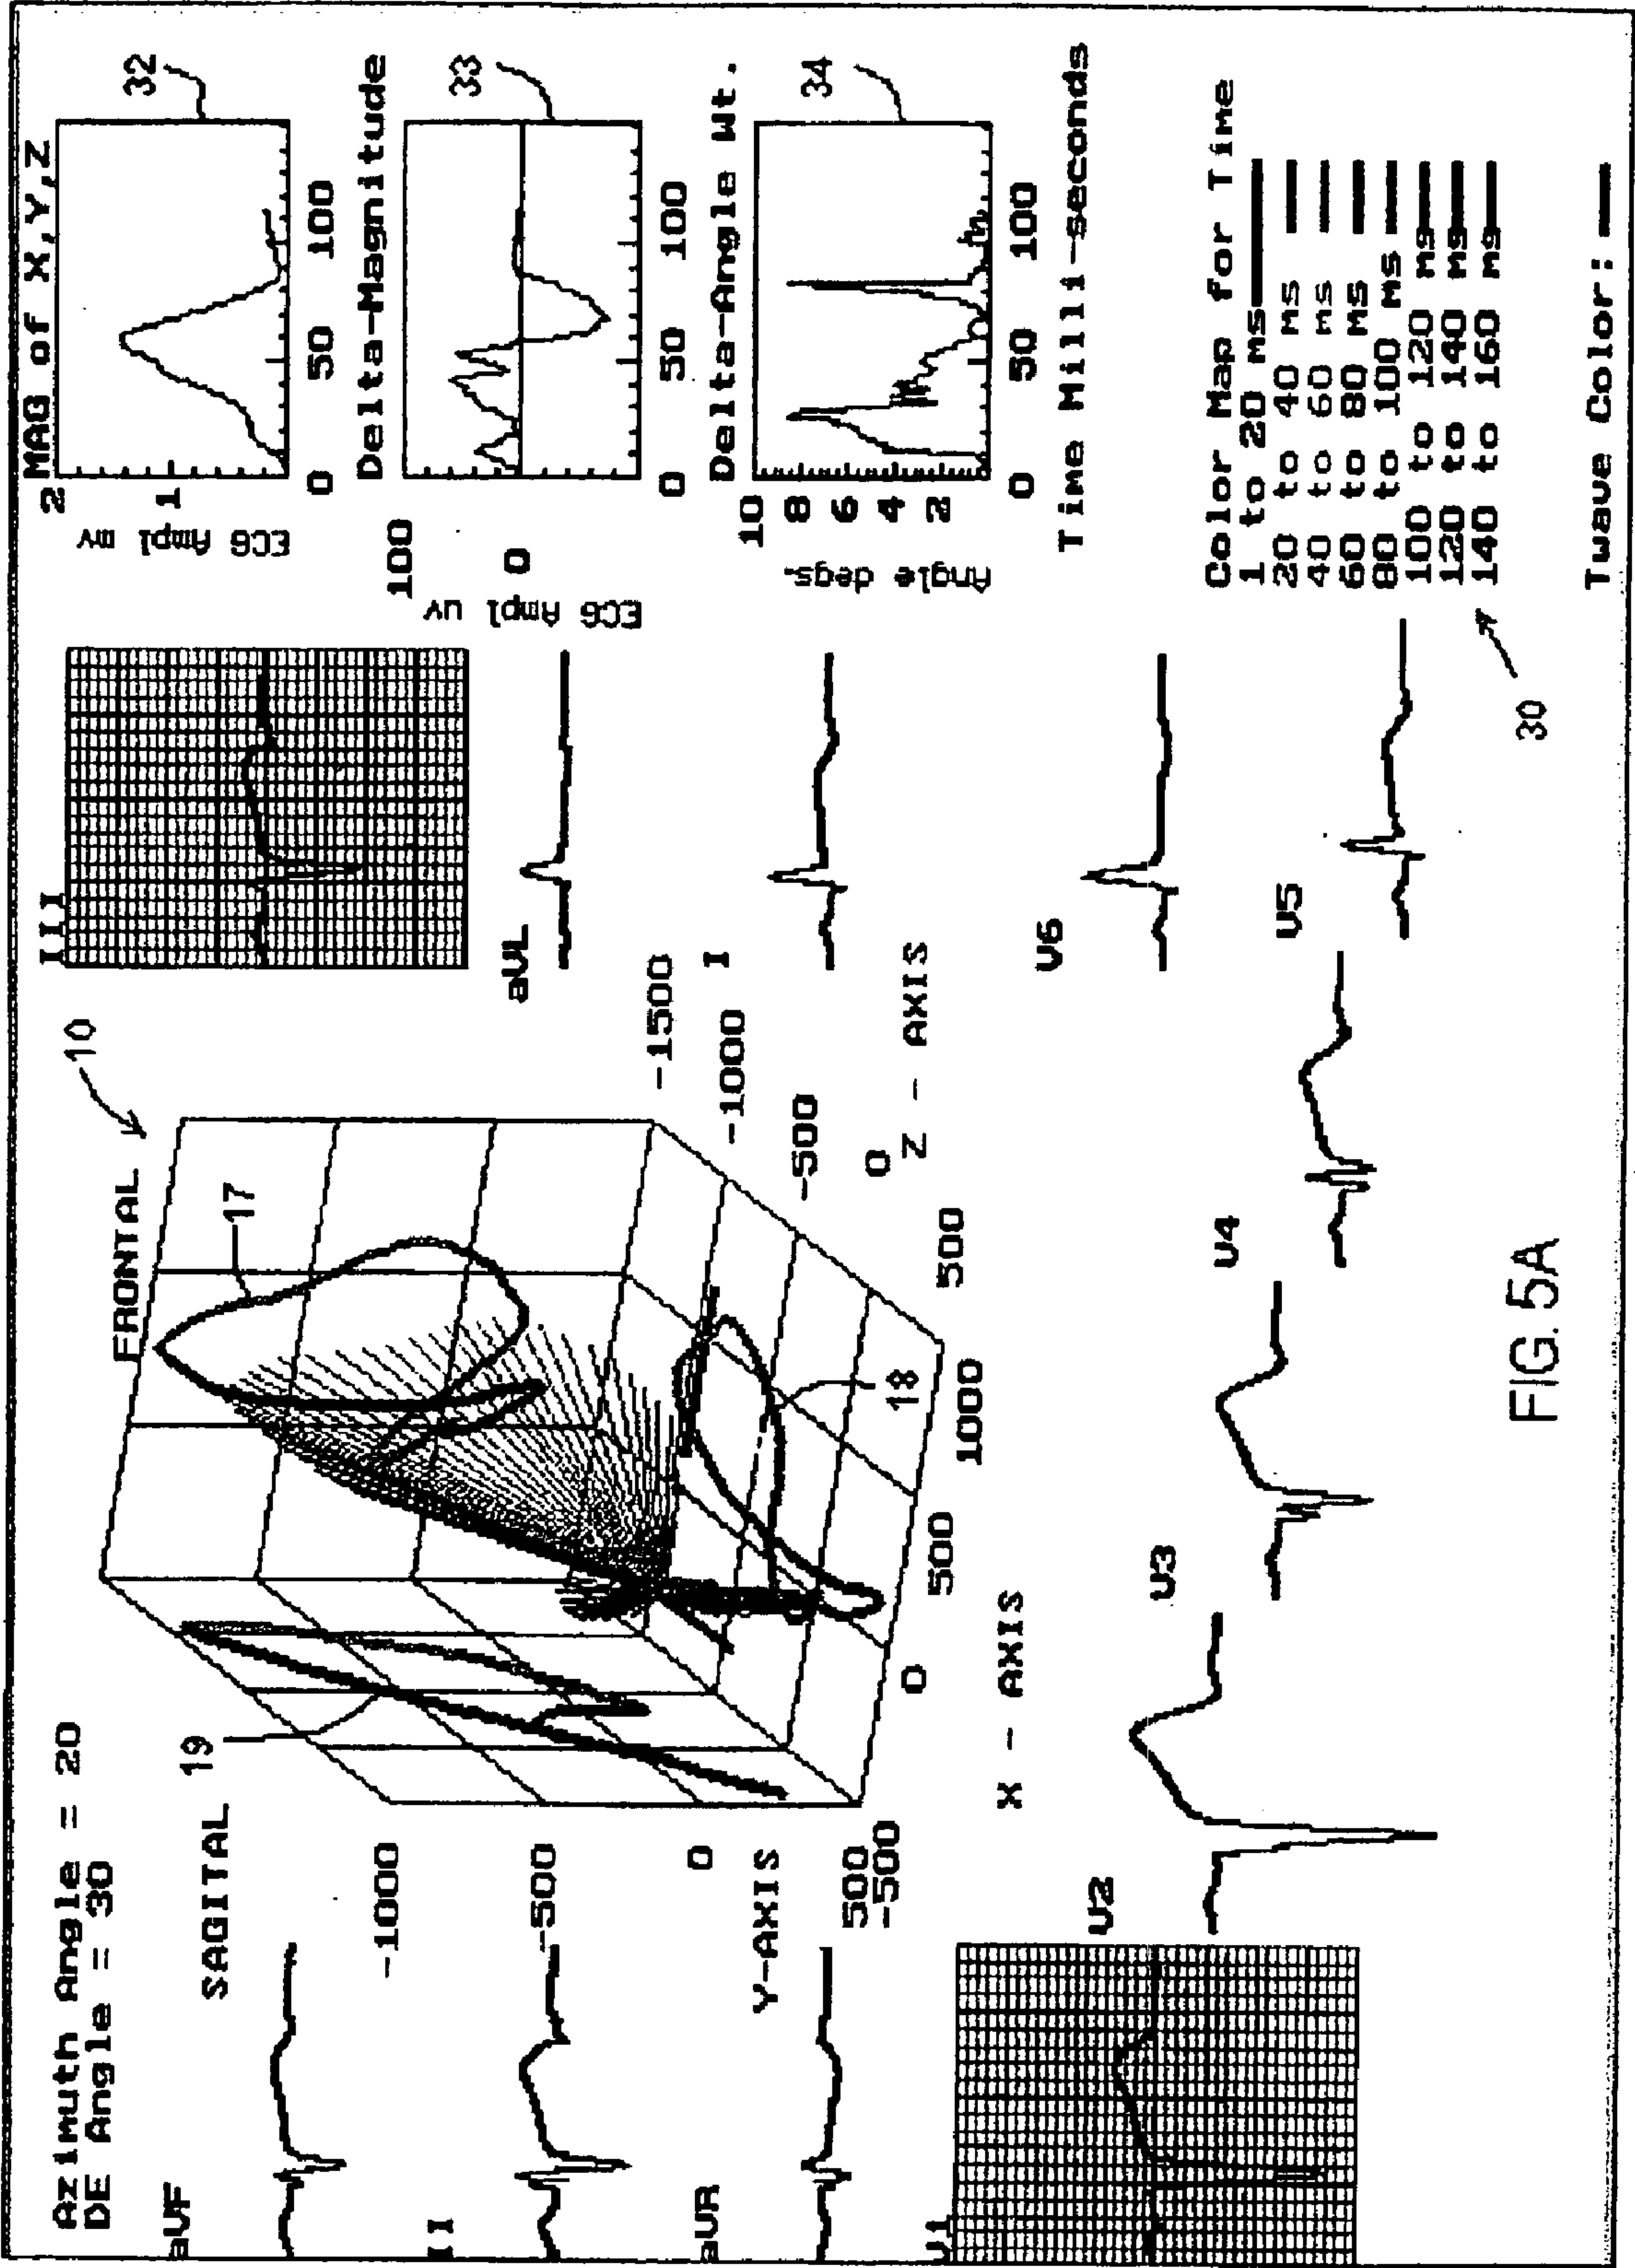 Azimuth Angle = 20
DE Angle = 30
aVF
SAGITAL
19
-1000
II
-500
0
aVR
Y-AXIS
500
-500
FRONTAL
10
17
18
0
500
1000
X - AXIS
500
0
-500
-1000
-1500
Z - AXIS
III
aVL
I
V6
V5
V4
V3
V2
V1
MAG of X,Y,Z
32
2
1
ECG Ampl mv
0 50 100
Delta-Magnitude
33
100
0
ECG Ampl uv
0 50 100
Delta-Angle Wt.
34
10
8
6
4
2
Angle degs.
0 50 100
Time Milli-seconds
Color Map for Time
1 to 20 ms
20 to 40 ms
40 to 60 ms
60 to 80 ms
80 to 100 ms
100 to 120 ms
120 to 140 ms
140 to 160 ms
30
Twave Color:
FIG. 5A